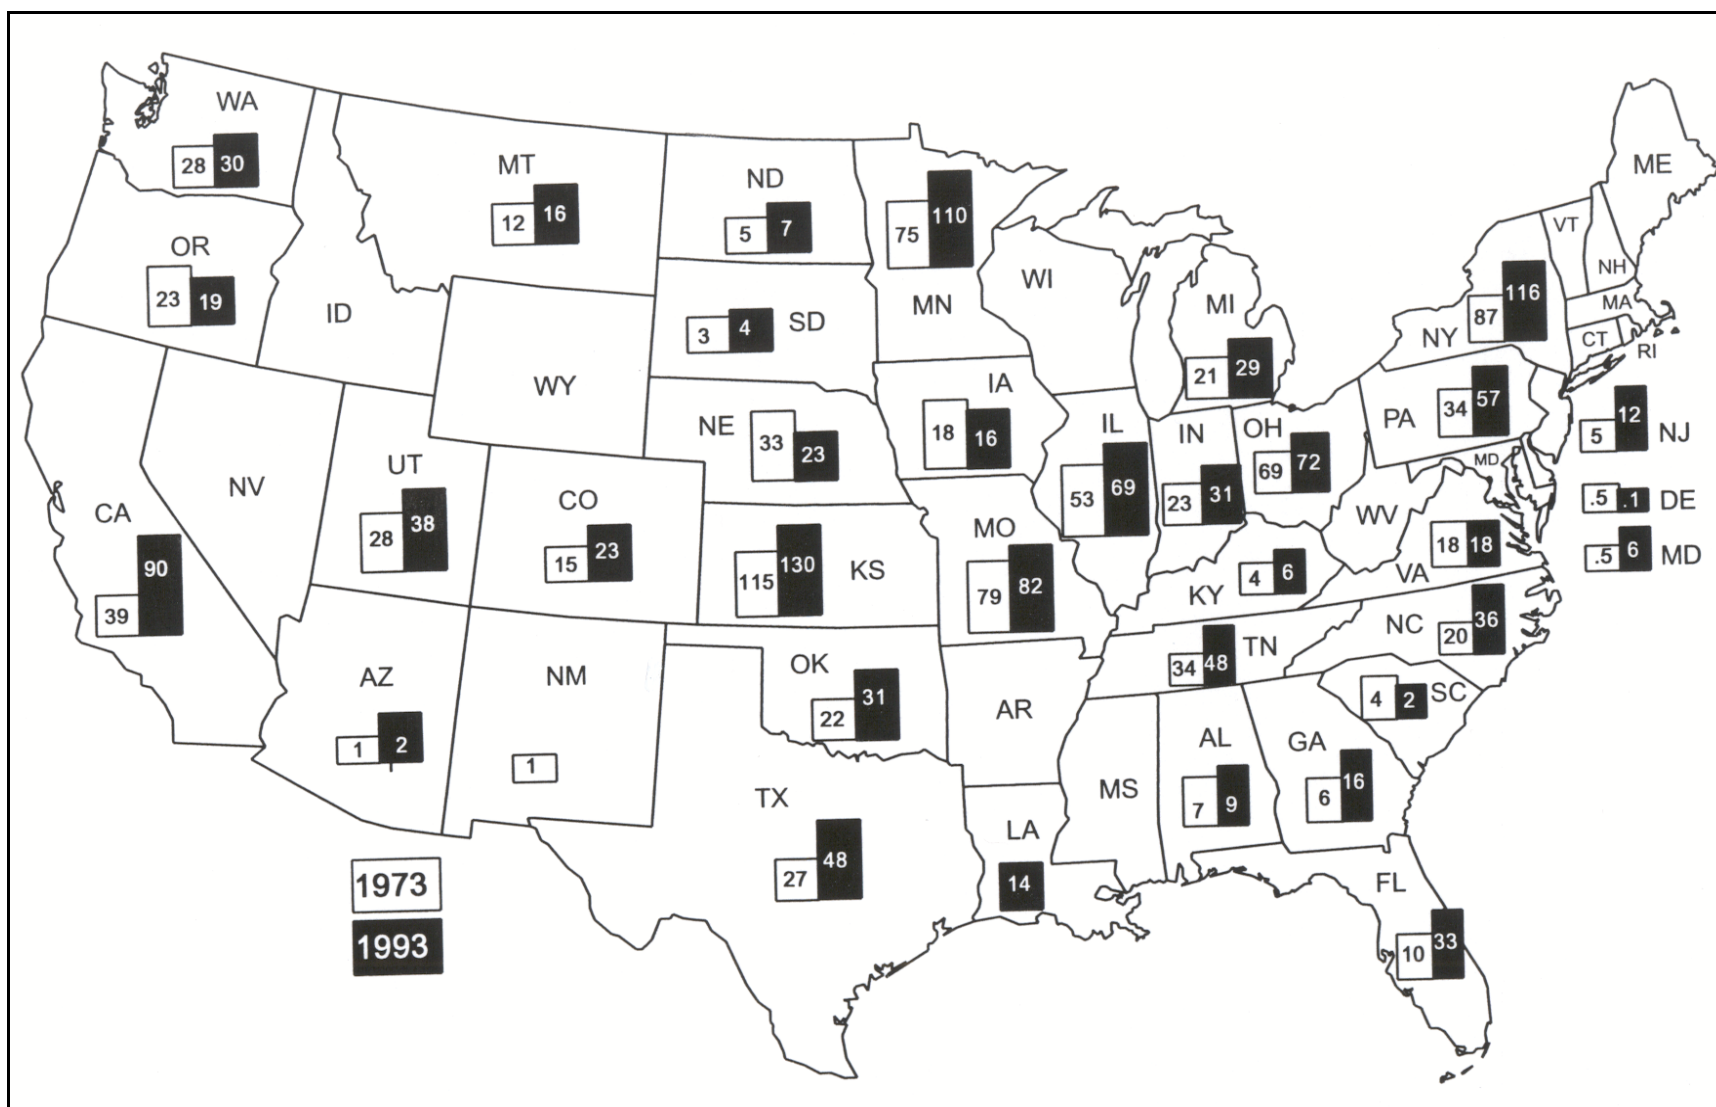 WA
28 30
MT
12 16
ND
5 7
75 110
MN
OR
23 19
ID
3 4 SD
WI
MI
21 29
ME
VT
NH
MA
CT
RI
NY 87 116
WY
NE 33 23
IA
18 16
IL
53 69
IN
23 31
OH
69 72
PA 34 57
5 12 NJ
MD
.5 .1 DE
.5 6 MD
NV
UT
28 38
CO
15 23
115 130 KS
MO
79 82
WV
18 18
VA
KY 4 6
CA
39 90
AZ
1 2
NM
1
OK
22 31
AR
34 48 TN
NC
20 36
4 2 SC
TX
27 48
LA
14
MS
AL
7 9
GA
6 16
FL
10 33
1973
1993